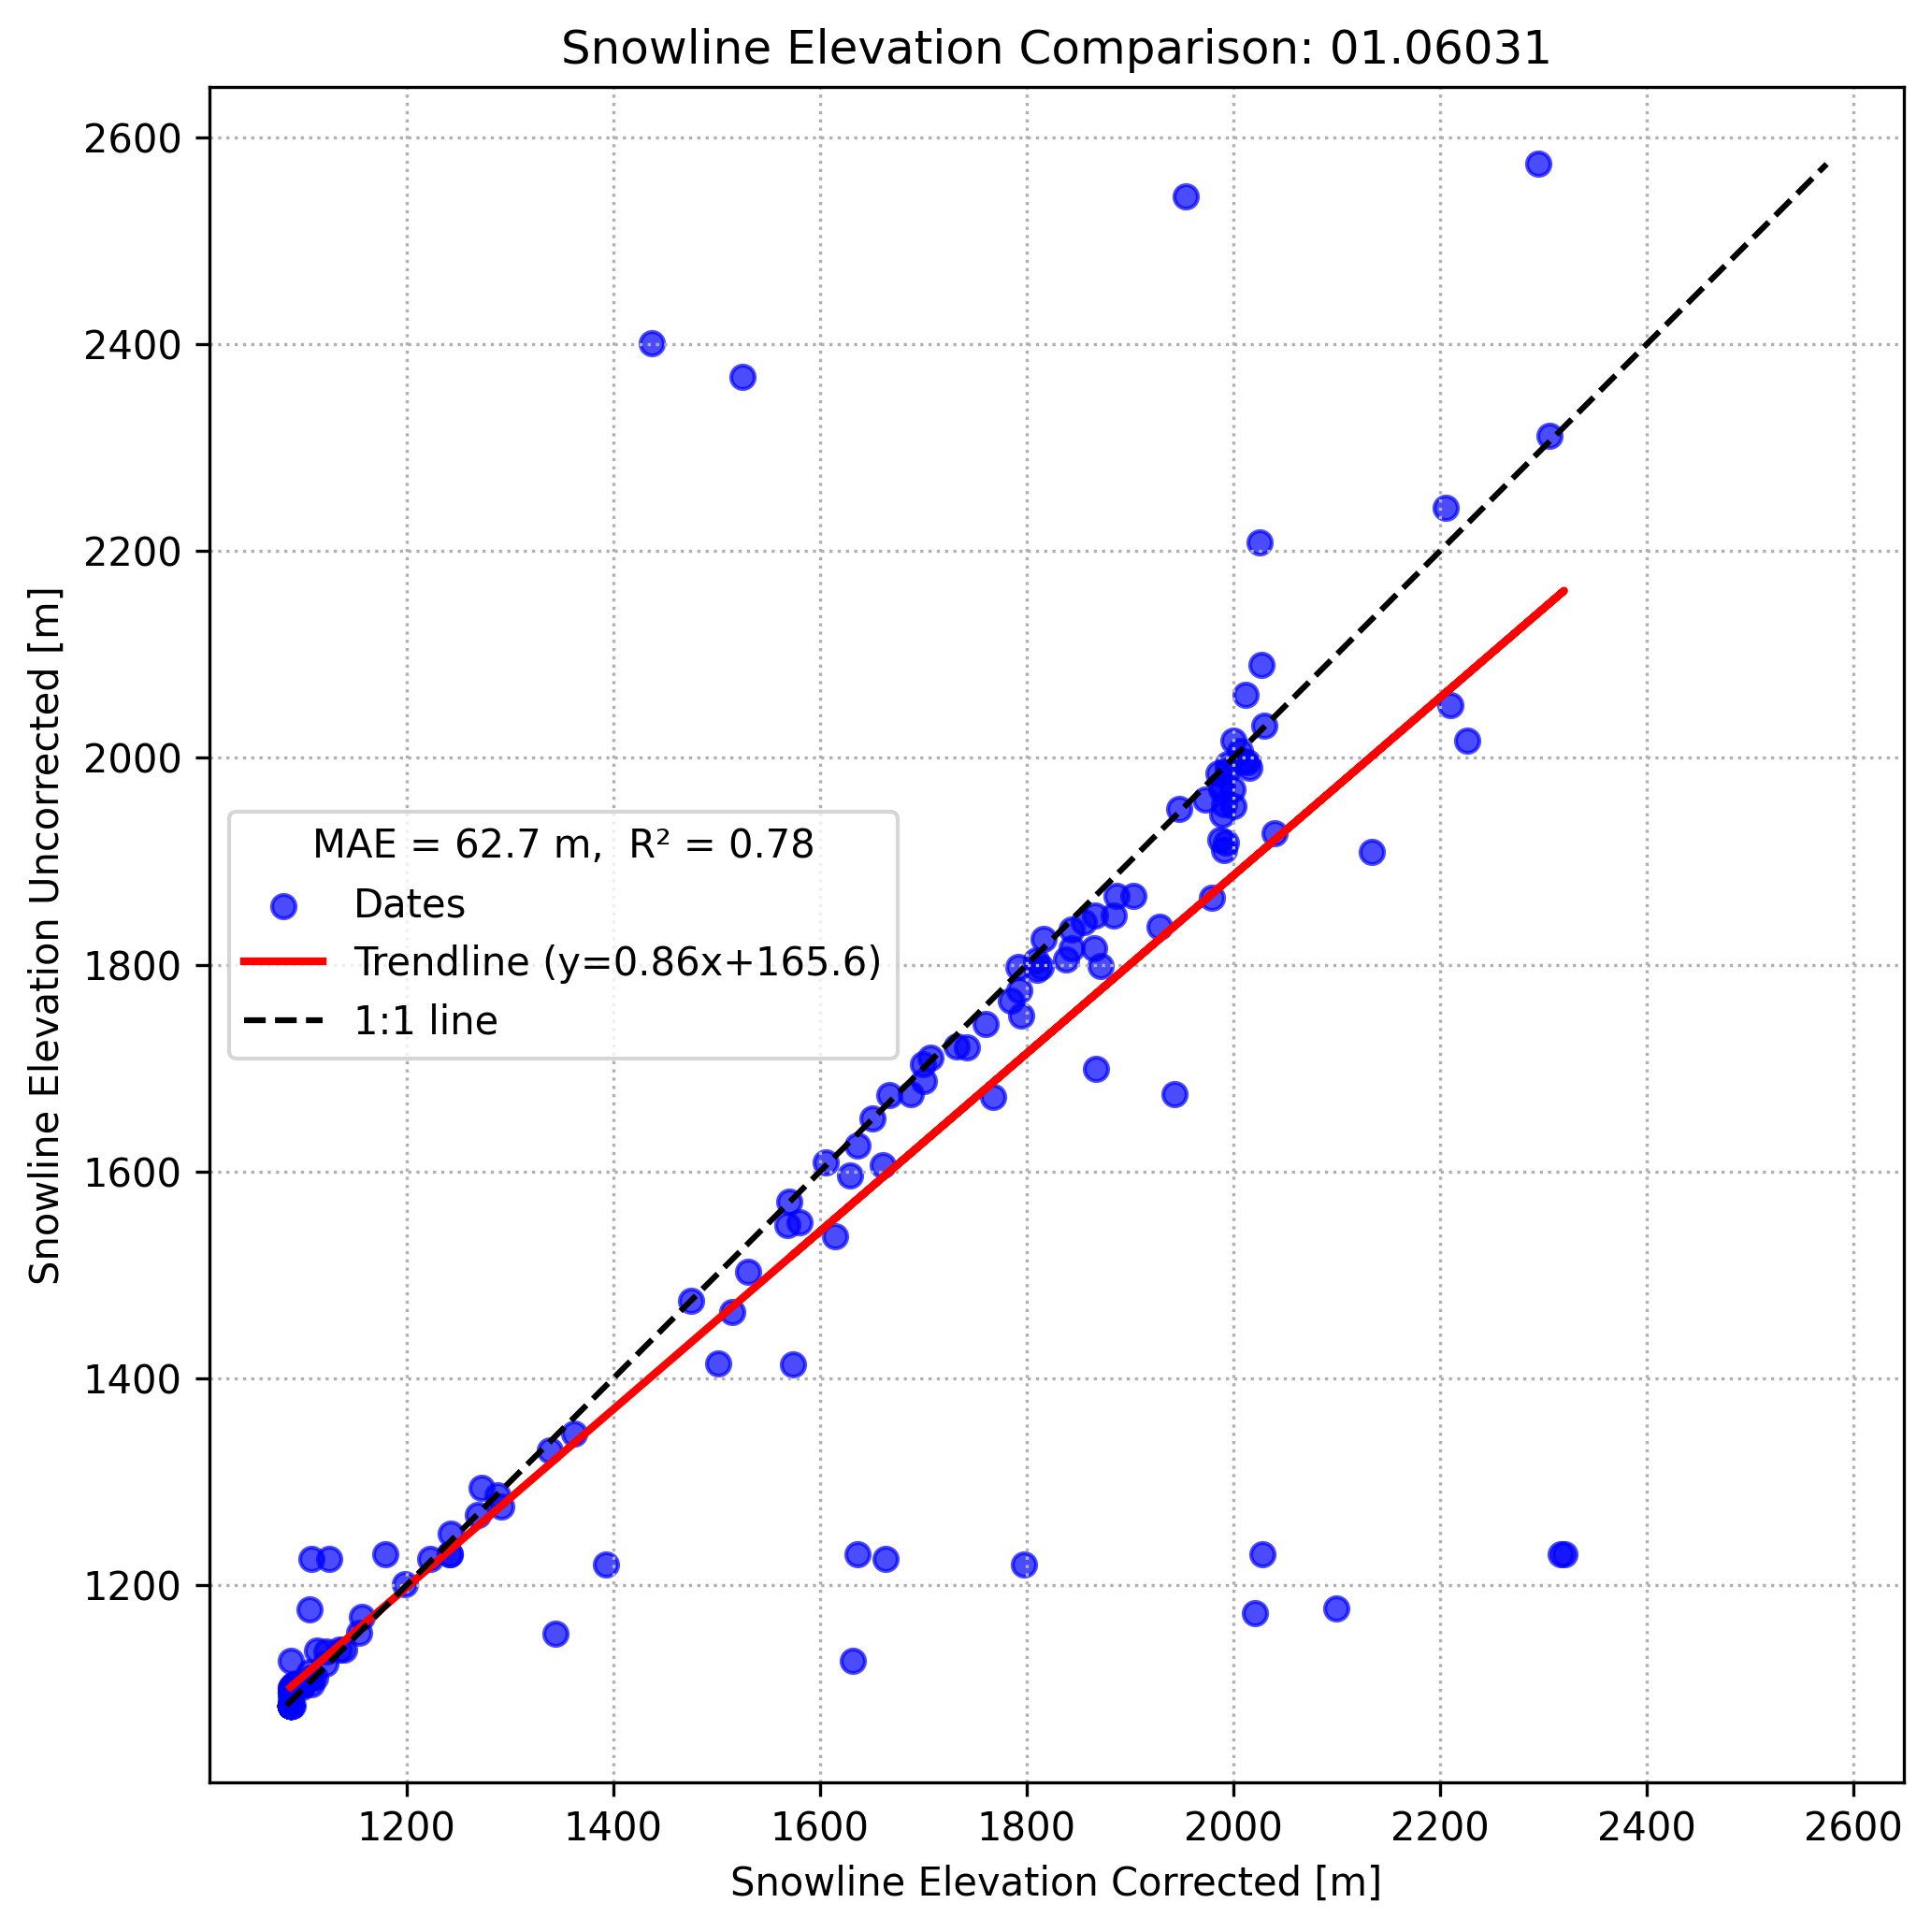 Snowline Elevation Comparison: 01.06031
2600
2400
2200
2000
1800
1600
1400
1200
Snowline Elevation Uncorrected [m]
MAE = 62.7 m, R² = 0.78
Dates
Trendline (y=0.86x+165.6)
1:1 line
1200 1400 1600 1800 2000 2200 2400 2600
Snowline Elevation Corrected [m]